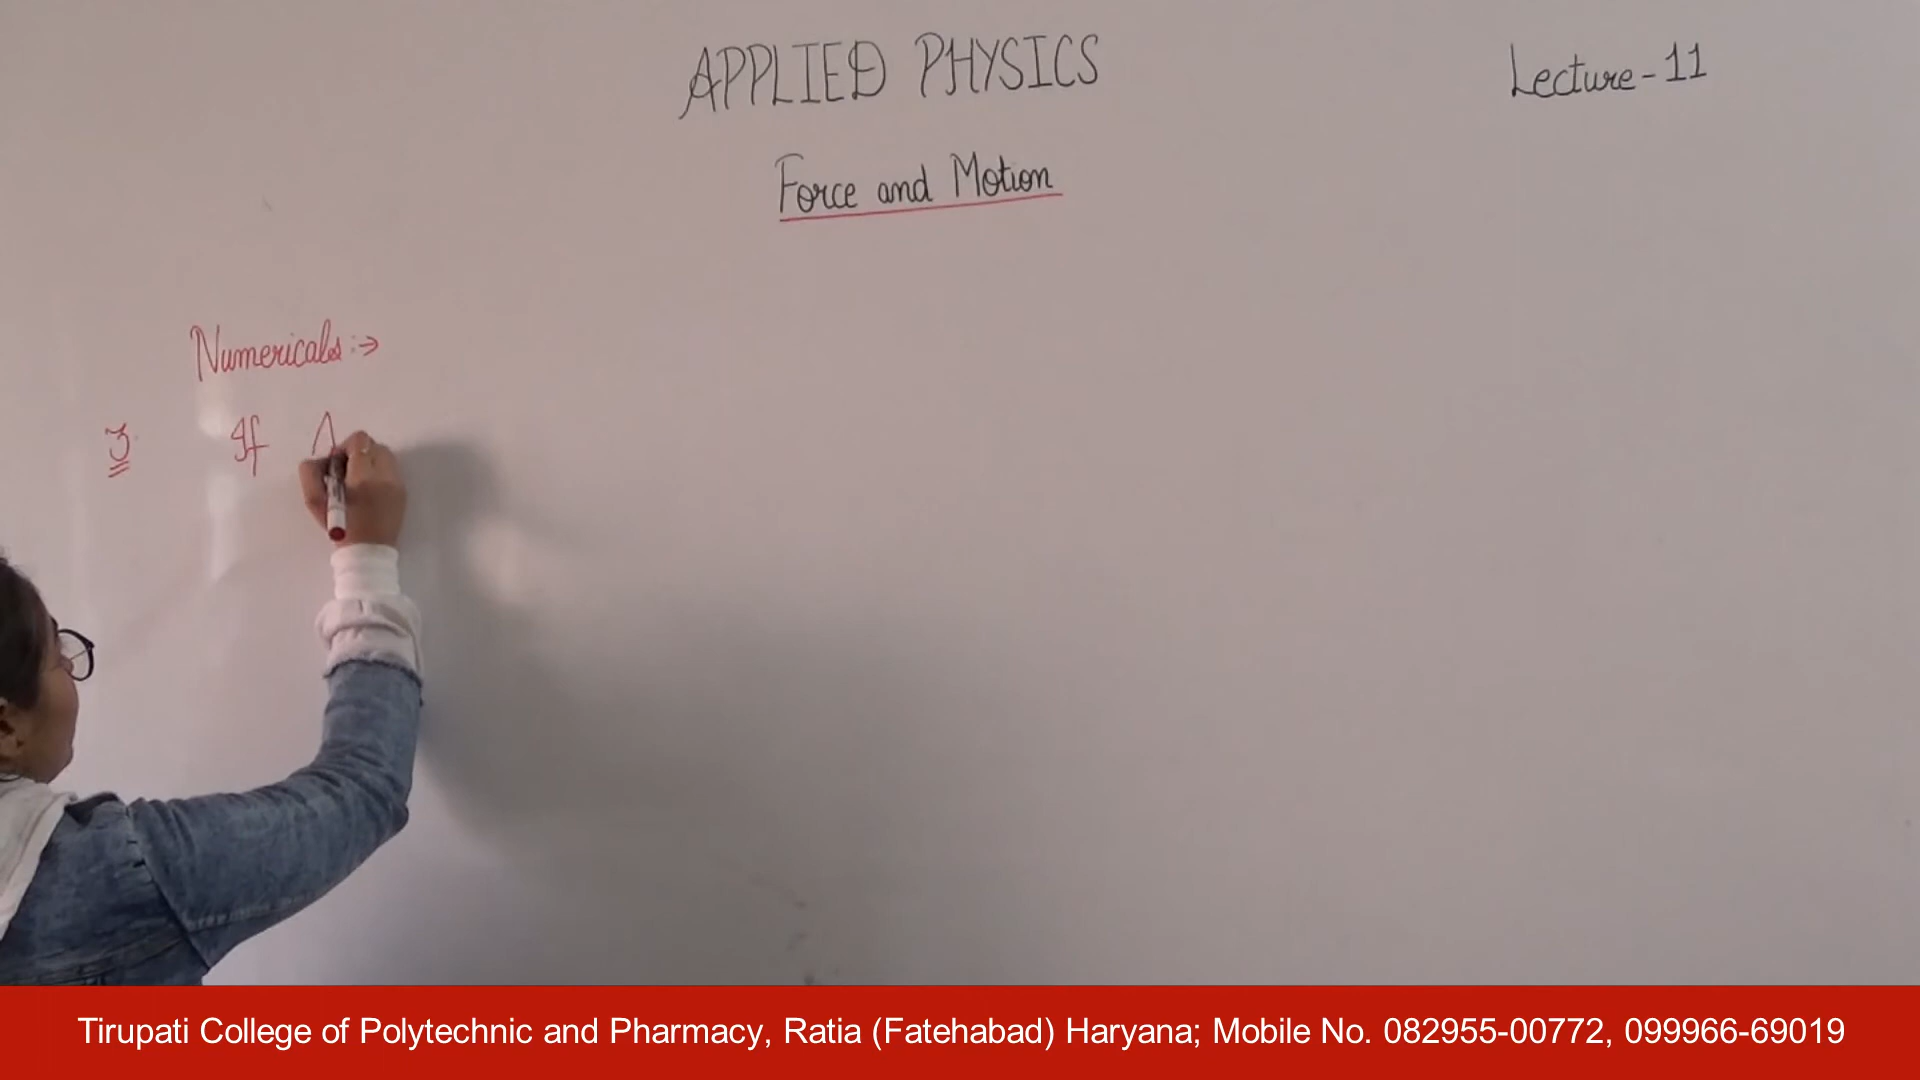 APPLIED PHYSICS
Lecture-11
Force and Motion
Numericals :→
3 If A
Tirupati College of Polytechnic and Pharmacy, Ratia (Fatehabad) Haryana; Mobile No. 082955-00772, 099966-69019